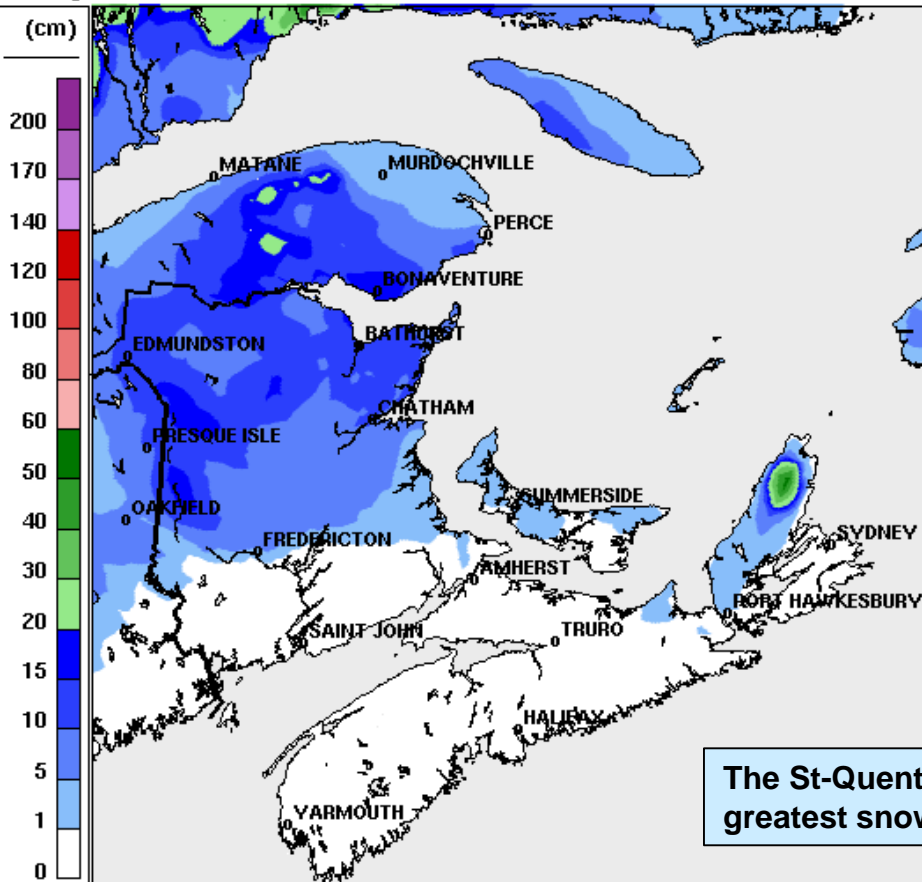 (cm)
200
170
140
120
100
80
60
50
40
30
20
15
10
5
1
0
MATANE
MURDOCHVILLE
PERCE
BONAVENTURE
EDMUNDSTON
BATHURST
CHATHAM
PRESQUE ISLE
SUMMERSIDE
OAKFIELD
FREDERICTON
SYDNEY
AMHERST
PORT HAWKESBURY
SAINT JOHN
TRURO
HALIFAX
YARMOUTH
The St-Quent
greatest snow